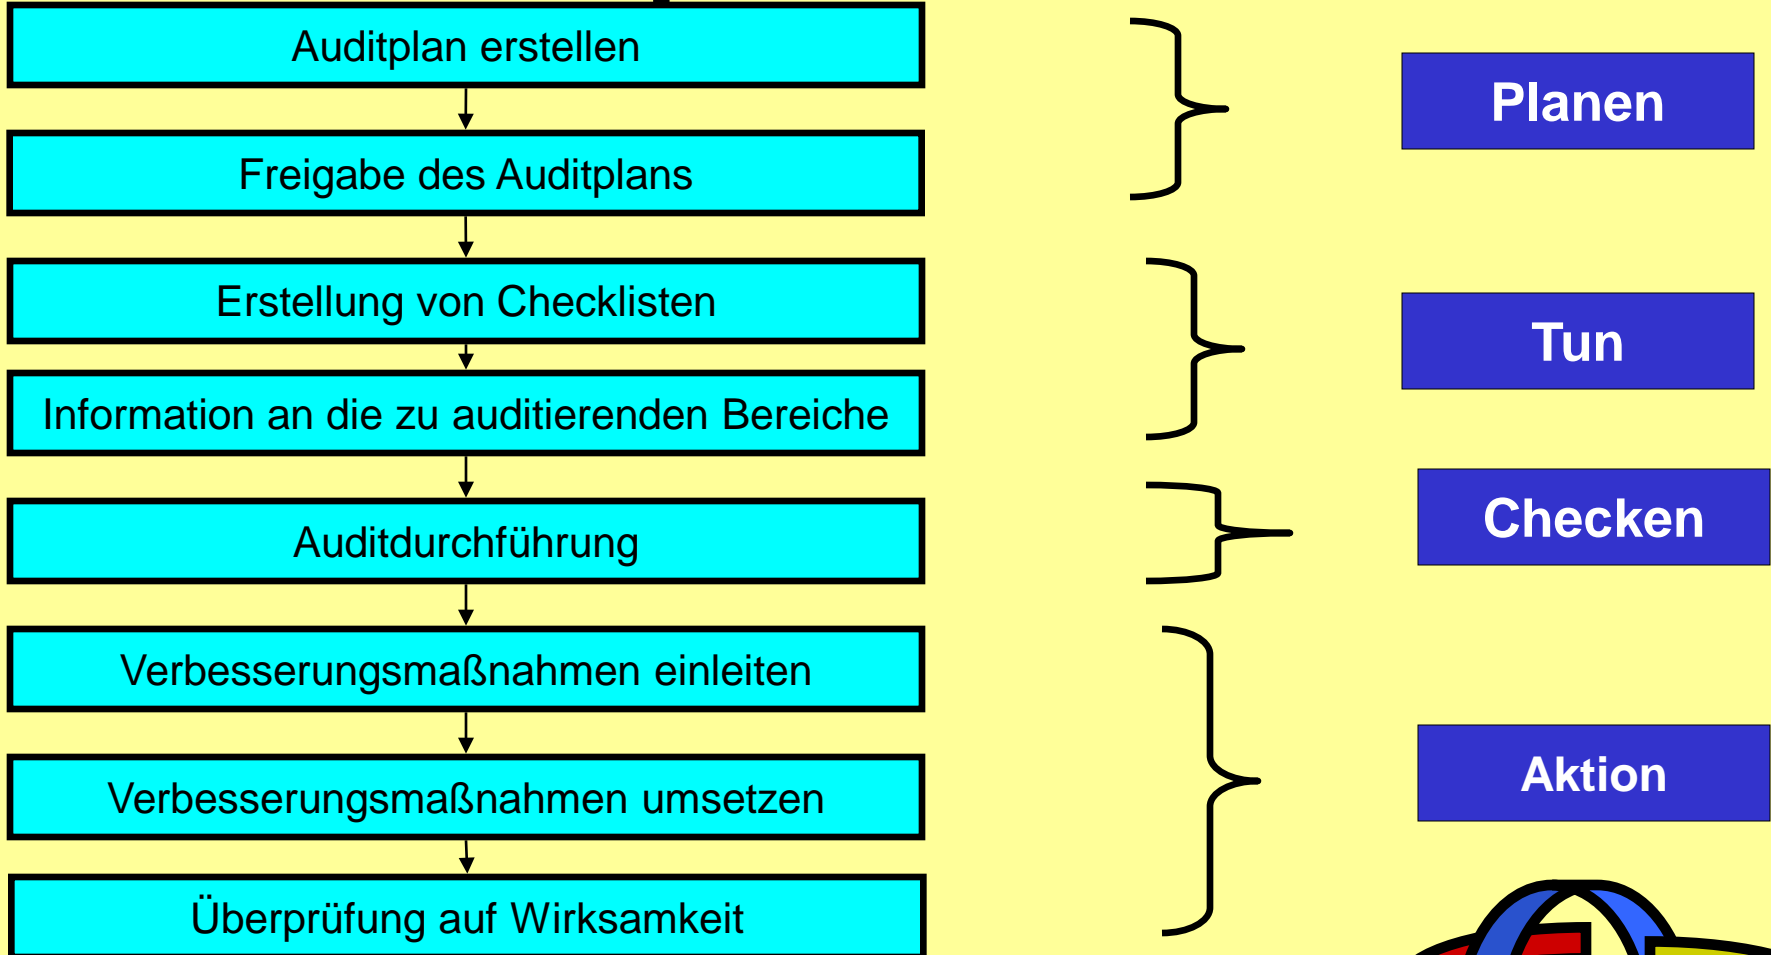 Auditplan erstellen
Planen
Freigabe des Auditplans
Erstellung von Checklisten
Tun
Information an die zu auditierenden Bereiche
Checken
Auditdurchführung
Verbesserungsmaßnahmen einleiten
Aktion
Verbesserungsmaßnahmen umsetzen
Überprüfung auf Wirksamkeit